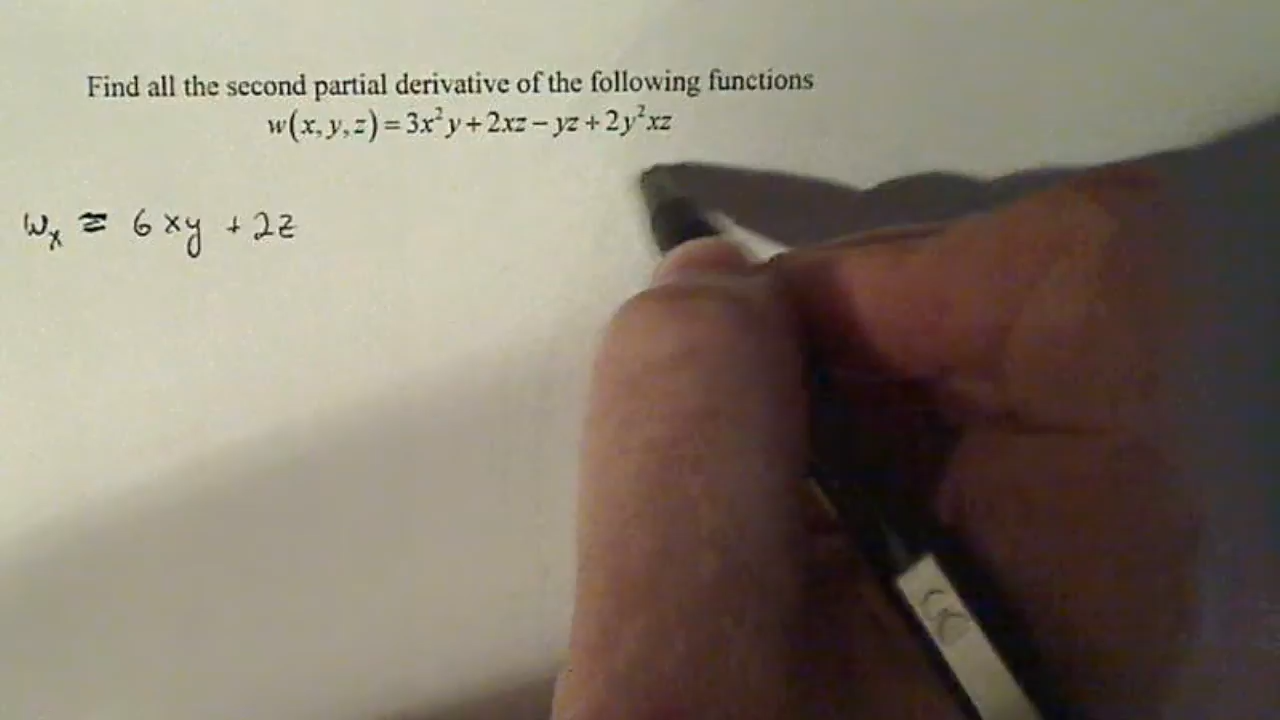 Find all the second partial derivative of the following functions
w(x, y, z) = 3x²y + 2xz − yz + 2y²xz
wₓ = 6xy + 2z